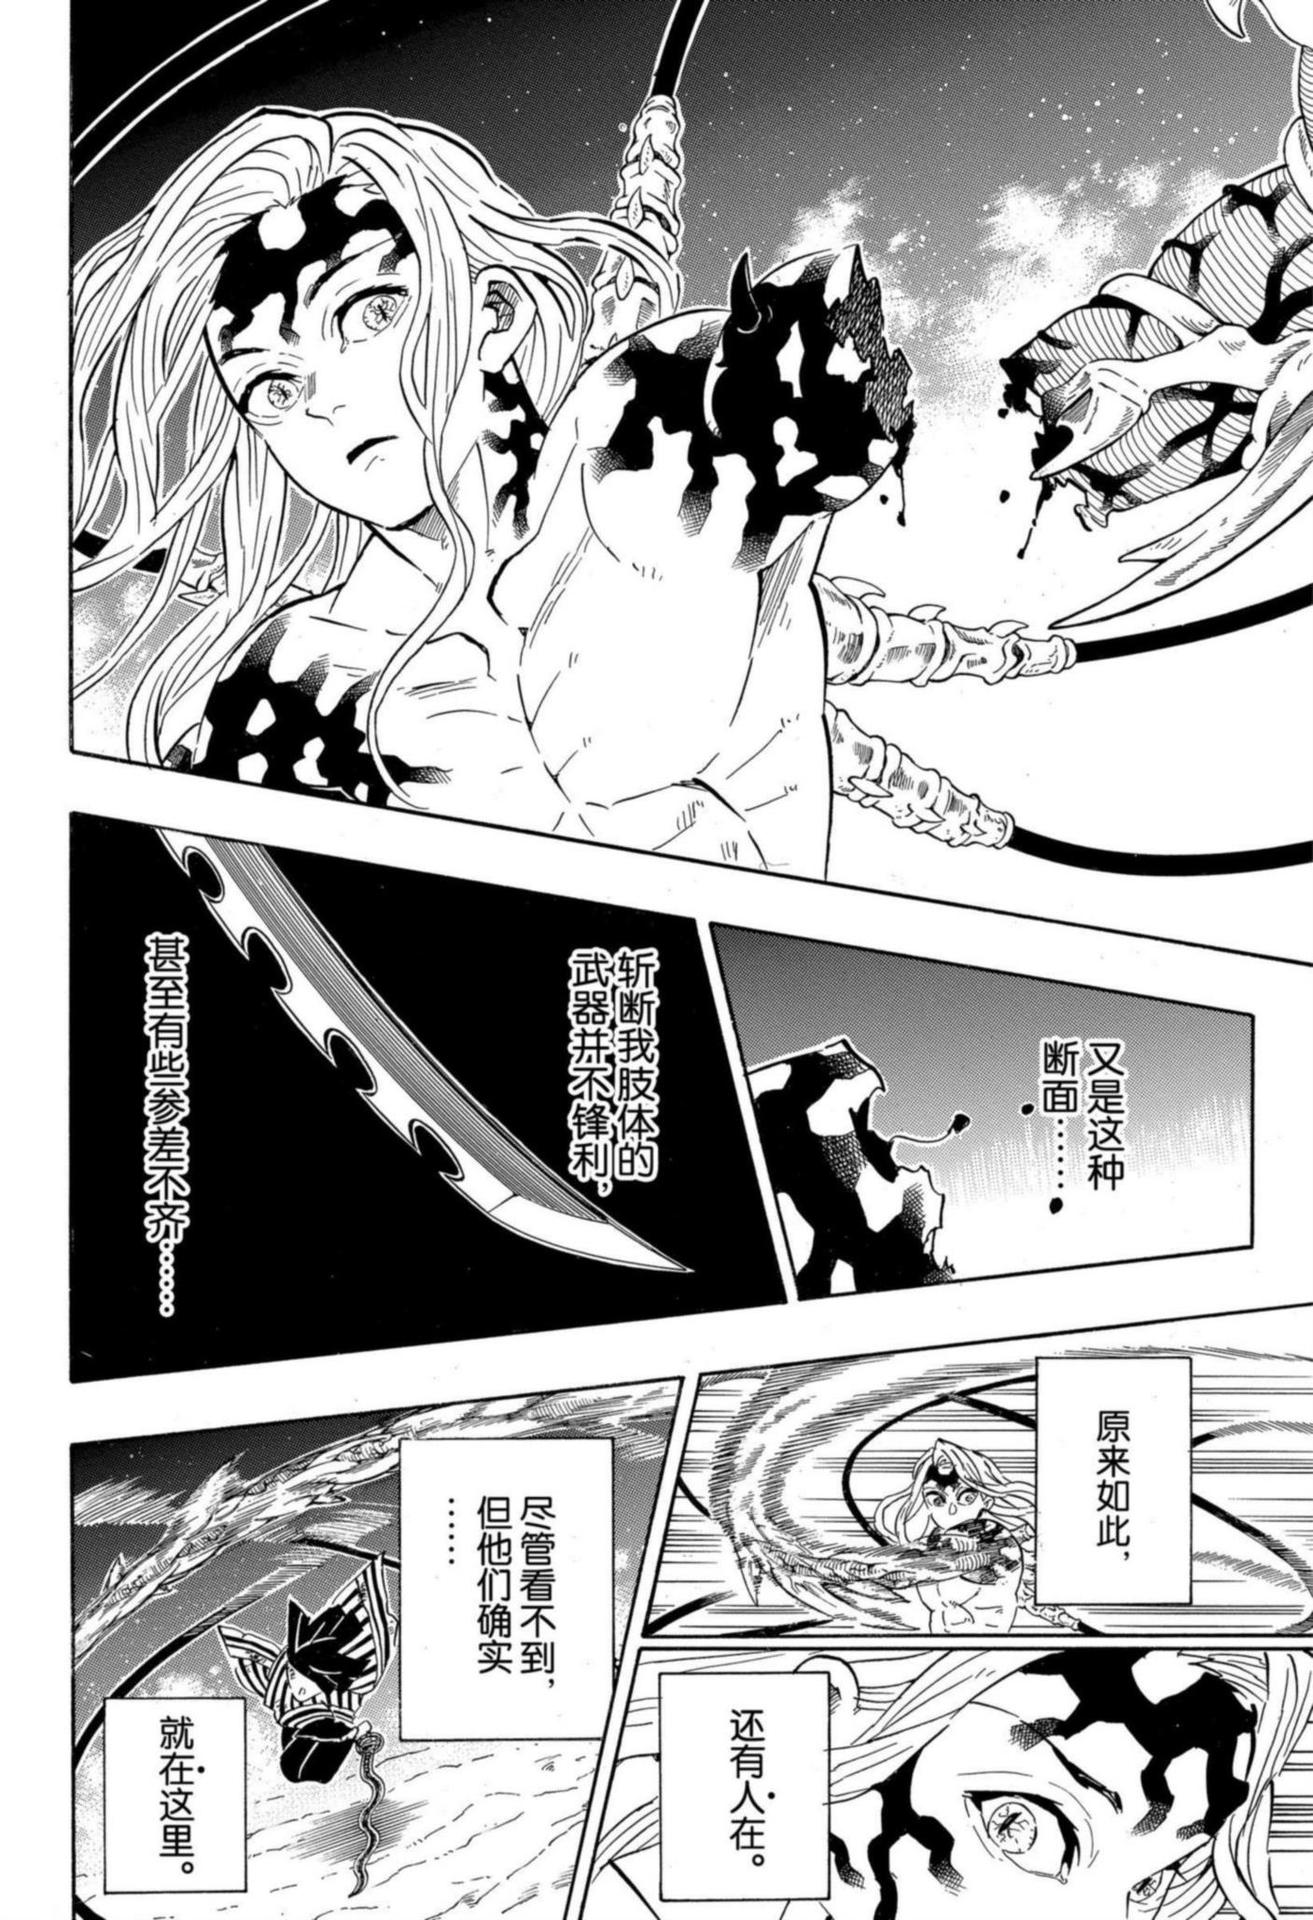 又是这种
断面……
斩断我肢体的
武器并不锋利，
甚至有些参差不齐……
原来如此，
还有人在。
尽管看不到，
但他们确实
……
就在这里。